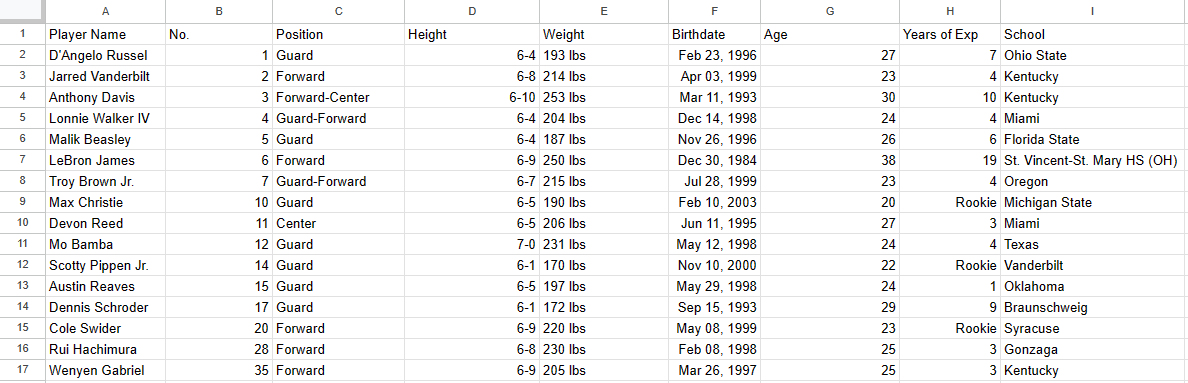 A B C D E F G H I
1 Player Name No. Position Height Weight Birthdate Age Years of Exp School
2 D'Angelo Russel 1 Guard 6-4 193 lbs Feb 23, 1996 27 7 Ohio State
3 Jarred Vanderbilt 2 Forward 6-8 214 lbs Apr 03, 1999 23 4 Kentucky
4 Anthony Davis 3 Forward-Center 6-10 253 lbs Mar 11, 1993 30 10 Kentucky
5 Lonnie Walker IV 4 Guard-Forward 6-4 204 lbs Dec 14, 1998 24 4 Miami
6 Malik Beasley 5 Guard 6-4 187 lbs Nov 26, 1996 26 6 Florida State
7 LeBron James 6 Forward 6-9 250 lbs Dec 30, 1984 38 19 St. Vincent-St. Mary HS (OH)
8 Troy Brown Jr. 7 Guard-Forward 6-7 215 lbs Jul 28, 1999 23 4 Oregon
9 Max Christie 10 Guard 6-5 190 lbs Feb 10, 2003 20 Rookie Michigan State
10 Devon Reed 11 Center 6-5 206 lbs Jun 11, 1995 27 3 Miami
11 Mo Bamba 12 Guard 7-0 231 lbs May 12, 1998 24 4 Texas
12 Scotty Pippen Jr. 14 Guard 6-1 170 lbs Nov 10, 2000 22 Rookie Vanderbilt
13 Austin Reaves 15 Guard 6-5 197 lbs May 29, 1998 24 1 Oklahoma
14 Dennis Schroder 17 Guard 6-1 172 lbs Sep 15, 1993 29 9 Braunschweig
15 Cole Swider 20 Forward 6-9 220 lbs May 08, 1999 23 Rookie Syracuse
16 Rui Hachimura 28 Forward 6-8 230 lbs Feb 08, 1998 25 3 Gonzaga
17 Wenyen Gabriel 35 Forward 6-9 205 lbs Mar 26, 1997 25 3 Kentucky